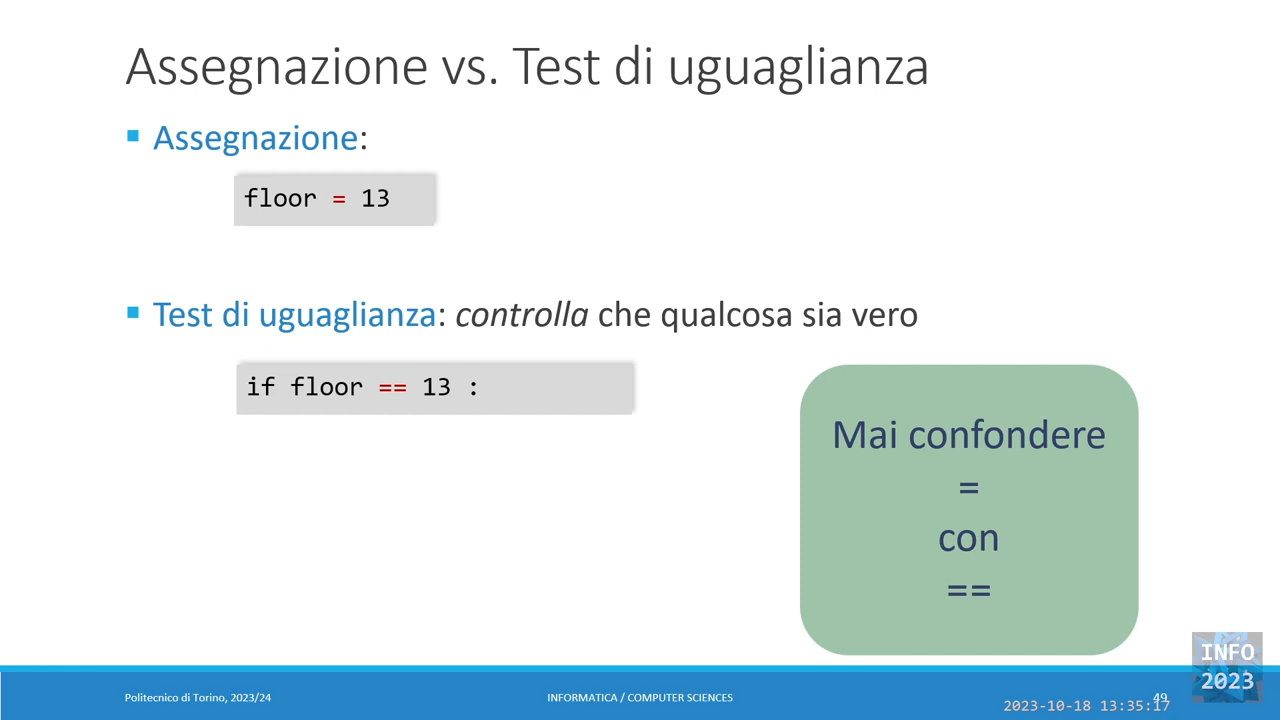 Assegnazione vs. Test di uguaglianza
▪ Assegnazione:
floor = 13
▪ Test di uguaglianza: controlla che qualcosa sia vero
if floor == 13 :
Mai confondere
=
con
==
Politecnico di Torino, 2023/24
INFORMATICA / COMPUTER SCIENCES
49
INFO
2023
2023-10-18 13:35:17